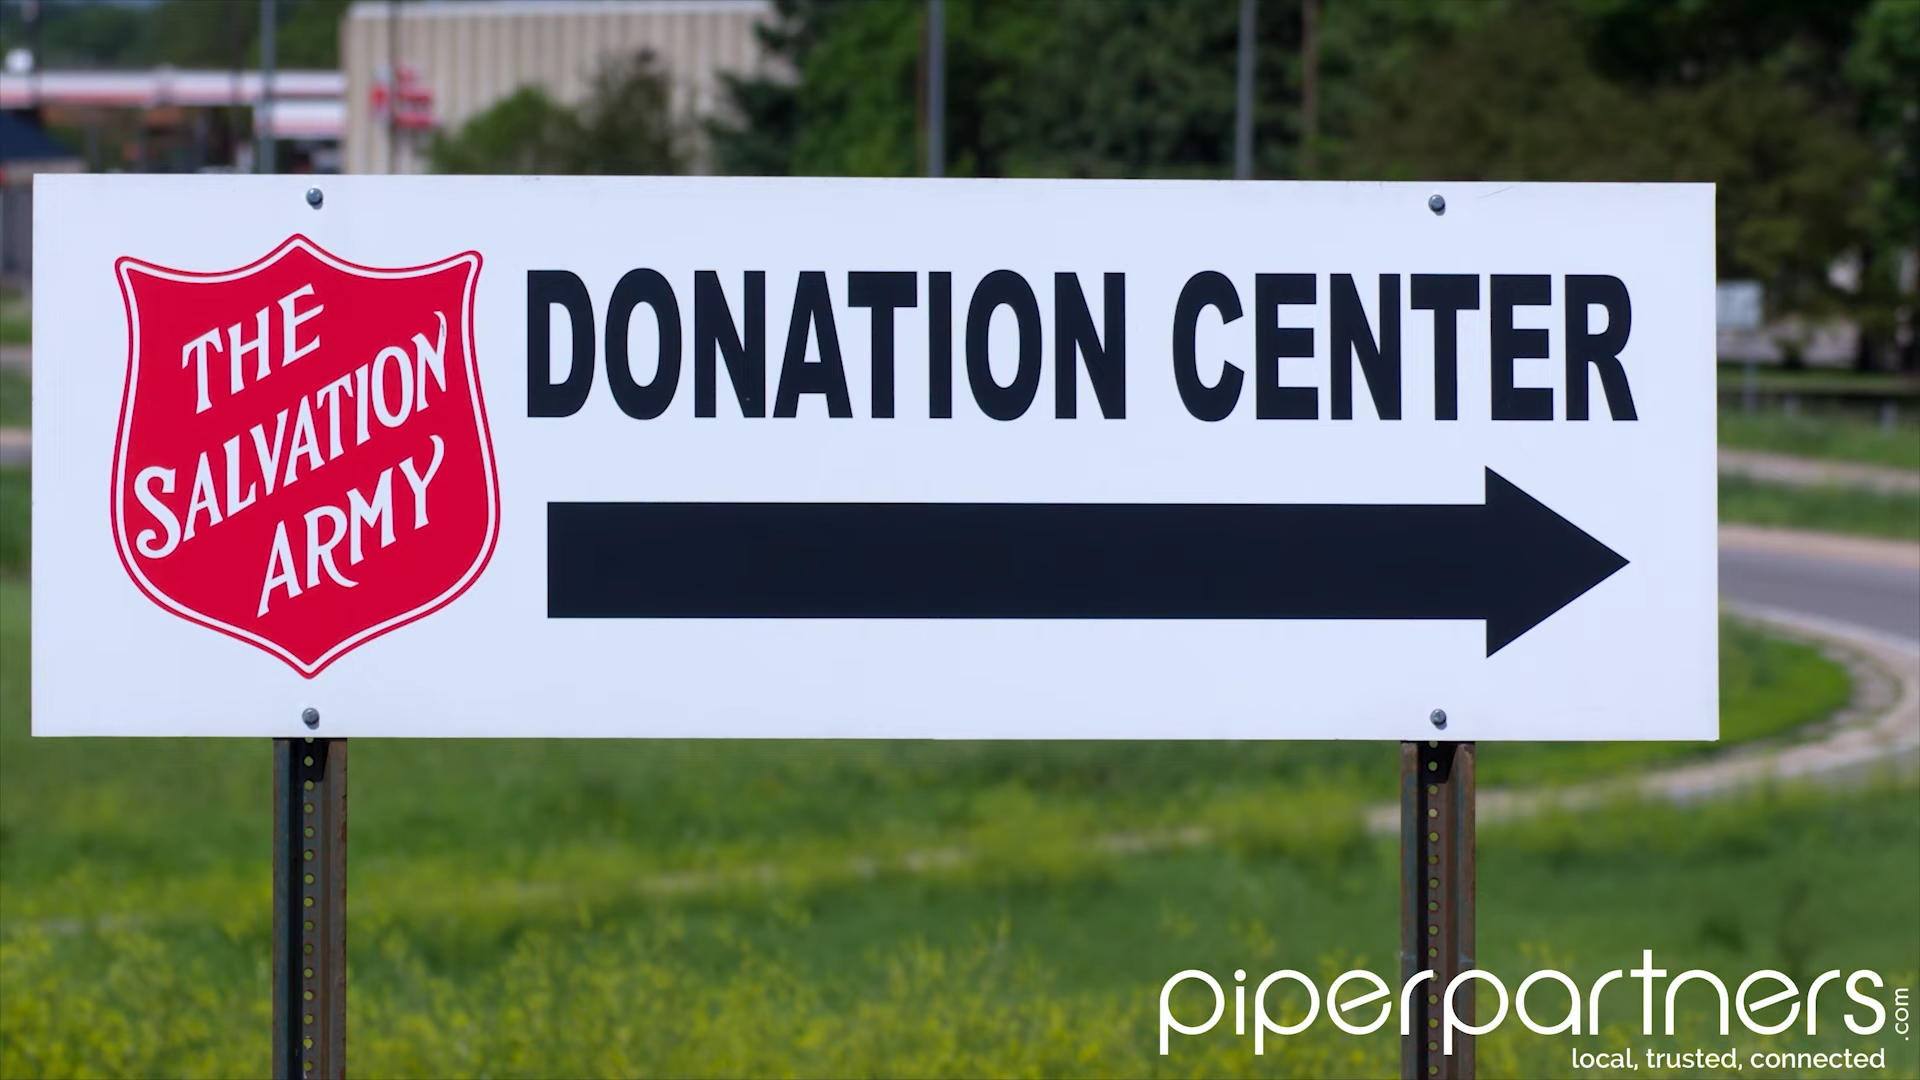 THE
SALVATION
ARMY
DONATION CENTER
piperpartners.com
local, trusted, connected